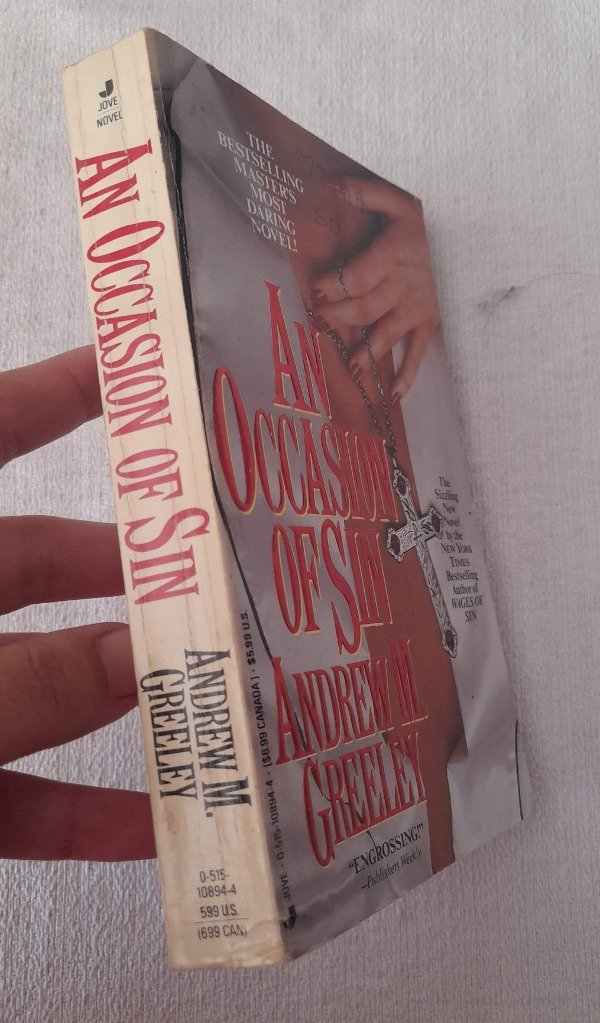 J
JOVE
NOVEL
AN OCCASION OF SIN
ANDREW M.
GREELEY
0-515-
10894-4
599 U.S.
(699 CAN)
THE
BESTSELLING
MASTER'S
MOST
DARING
NOVEL!
AN
OCCASION
OF SIN
ANDREW M.
GREELEY
The
Sizzling
New
Novel
by the
NEW YORK
TIMES
Bestselling
Author of
WAGES OF
SIN
"ENGROSSING!"
—Publishers Weekly
J
JOVE • 0-515-10894-4 • ($6.99 CANADA) • $5.99 U.S.